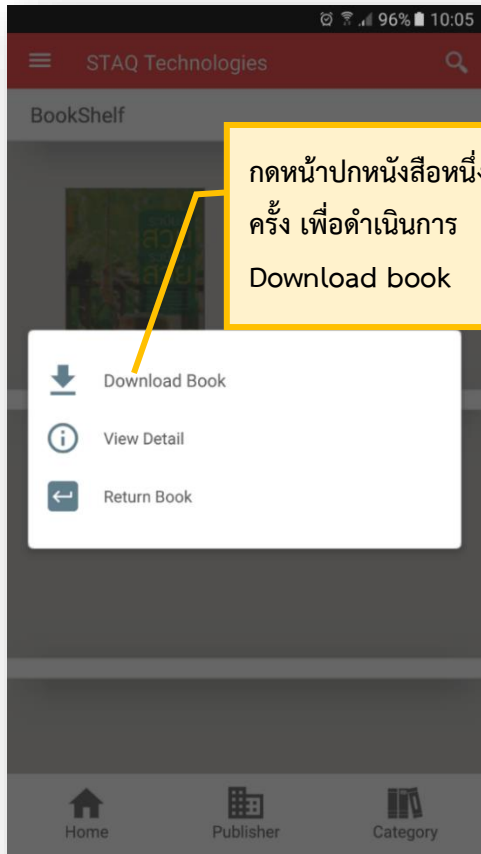 96% 10:05
STAQ Technologies
BookShelf
กดหน้าปกหนังสือหนึ่ง
ครั้ง เพื่อดำเนินการ
Download book
Download Book
View Detail
Return Book
Home Publisher Category